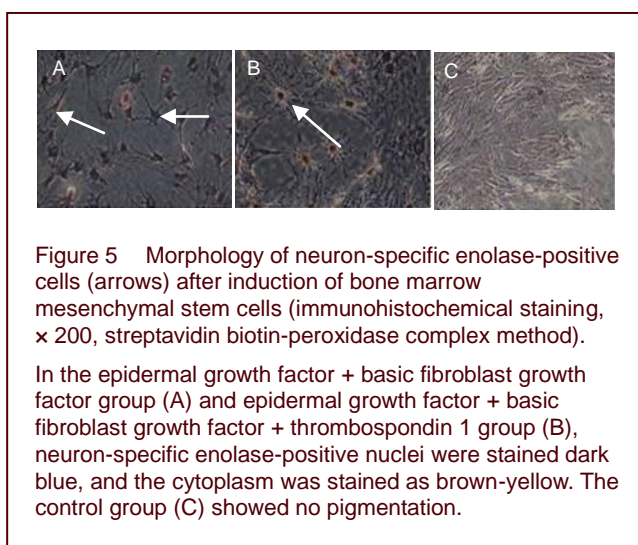 A B C
Figure 5 Morphology of neuron-specific enolase-positive
cells (arrows) after induction of bone marrow
mesenchymal stem cells (immunohistochemical staining,
× 200, streptavidin biotin-peroxidase complex method).
In the epidermal growth factor + basic fibroblast growth
factor group (A) and epidermal growth factor + basic
fibroblast growth factor + thrombospondin 1 group (B),
neuron-specific enolase-positive nuclei were stained dark
blue, and the cytoplasm was stained as brown-yellow. The
control group (C) showed no pigmentation.